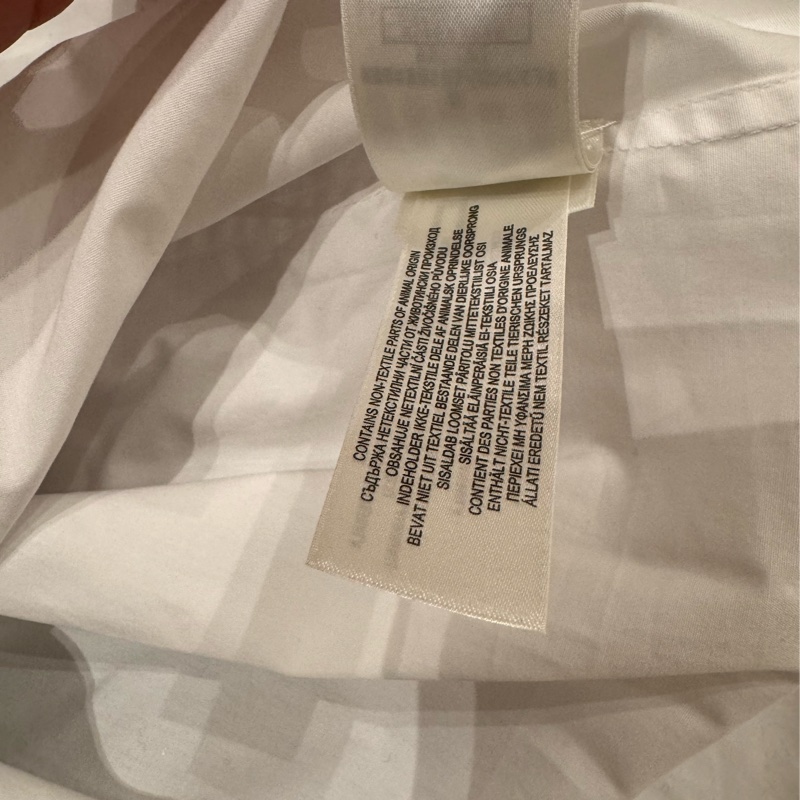 CONTAINS NON-TEXTILE PARTS OF ANIMAL ORIGIN
СЪДЪРЖА НЕТЕКСТИЛНИ ЧАСТИ ОТ ЖИВОТИНСКИ ПРОИЗХОД
OBSAHUJE NETEXTILNÍ ČÁSTI ŽIVOČIŠNÉHO PŮVODU
INDEHOLDER IKKE-TEKSTILE DELE AF ANIMALSK OPRINDELSE
BEVAT NIET UIT TEXTIEL BESTAANDE DELEN VAN DIERLIJKE OORSPRONG
SISALDAB LOOMSET PÄRITOLU MITTETEKSTIILIST OSI
SISÄLTÄÄ ELÄINPERÄISIÄ EI-TEKSTIILI OSIA
CONTIENT DES PARTIES NON TEXTILES D'ORIGINE ANIMALE
ENTHÄLT NICHT-TEXTILE TEILE TIERISCHEN URSPRUNGS
ΠΕΡΙΕΧΕΙ ΜΗ ΥΦΑΝΣΙΜΑ ΜΕΡΗ ΖΩΙΚΗΣ ΠΡΟΕΛΕΥΣΗΣ
ÁLLATI EREDETŰ NEM TEXTIL RÉSZEKET TARTALMAZ